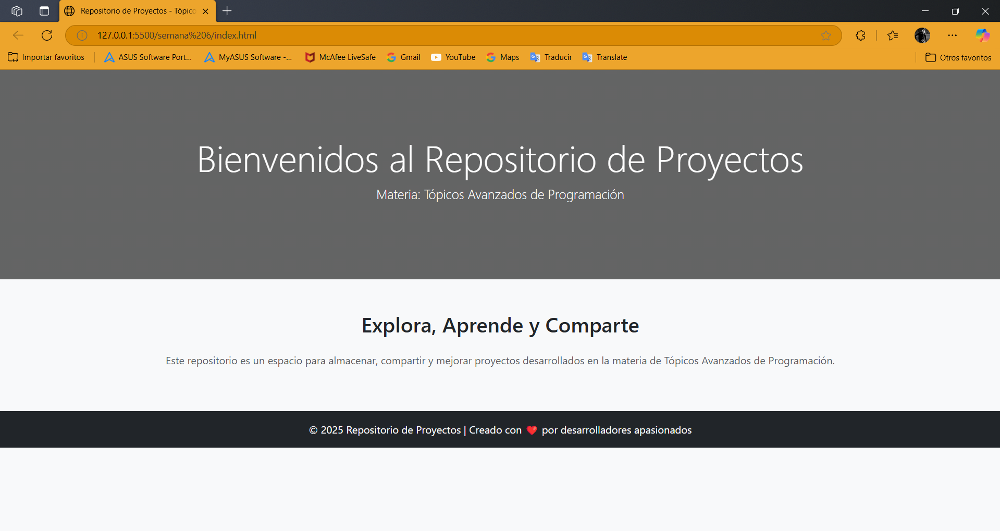 Repositorio de Proyectos - Tópico
127.0.0.1:5500/semana%206/index.html
Importar favoritos ASUS Software Port... MyASUS Software -... McAfee LiveSafe Gmail YouTube Maps Traducir Translate Otros favoritos
Bienvenidos al Repositorio de Proyectos
Materia: Tópicos Avanzados de Programación
Explora, Aprende y Comparte
Este repositorio es un espacio para almacenar, compartir y mejorar proyectos desarrollados en la materia de Tópicos Avanzados de Programación.
© 2025 Repositorio de Proyectos | Creado con ❤️ por desarrolladores apasionados